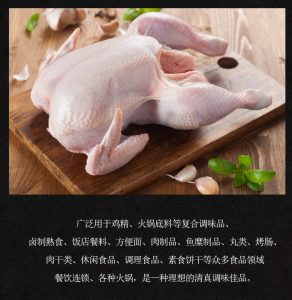 广泛用于鸡精、火锅底料等复合调味品、
卤制熟食、饭店餐料、方便面、肉制品、鱼糜制品、丸类、烤肠、
肉干类、休闲食品、调理食品、素食饼干等众多食品领域
餐饮连锁、各种火锅，是一种理想的清真调味佳品。